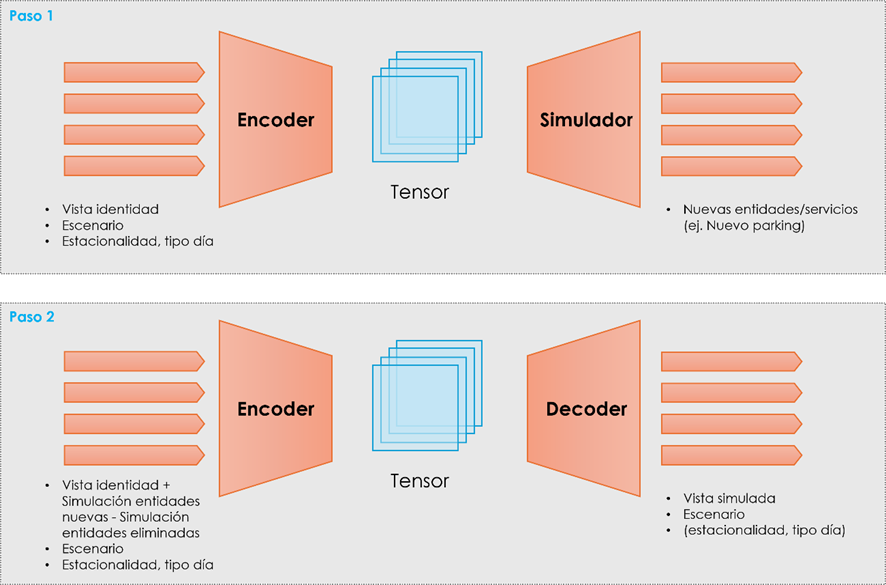 Paso 1
Encoder
Simulador
Tensor
• Vista identidad
• Escenario
• Estacionalidad, tipo día
• Nuevas entidades/servicios
(ej. Nuevo parking)
Paso 2
Encoder
Decoder
Tensor
• Vista identidad +
Simulación entidades
nuevas - Simulación
entidades eliminadas
• Escenario
• Estacionalidad, tipo día
• Vista simulada
• Escenario
• (estacionalidad, tipo día)